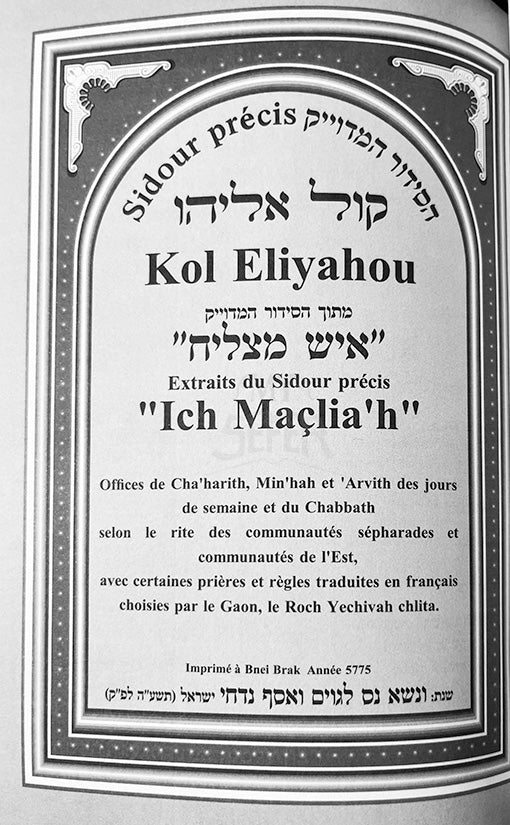 Sidour précis הסידור המדוייק
קול אליהו
Kol Eliyahou
מתוך הסידור המדוייק
"איש מצליח"
Extraits du Sidour précis
"Ich Maçlia'h"
Offices de Cha'harith, Min'hah et 'Arvith des jours
de semaine et du Chabbath
selon le rite des communautés sépharades et
communautés de l'Est,
avec certaines prières et règles traduites en français
choisies par le Gaon, le Roch Yechivah chlita.
Imprimé à Bnei Brak Année 5775
שנת: ונשא נס לגוים ואסף נדחי ישראל (תשע"ה לפ"ק)